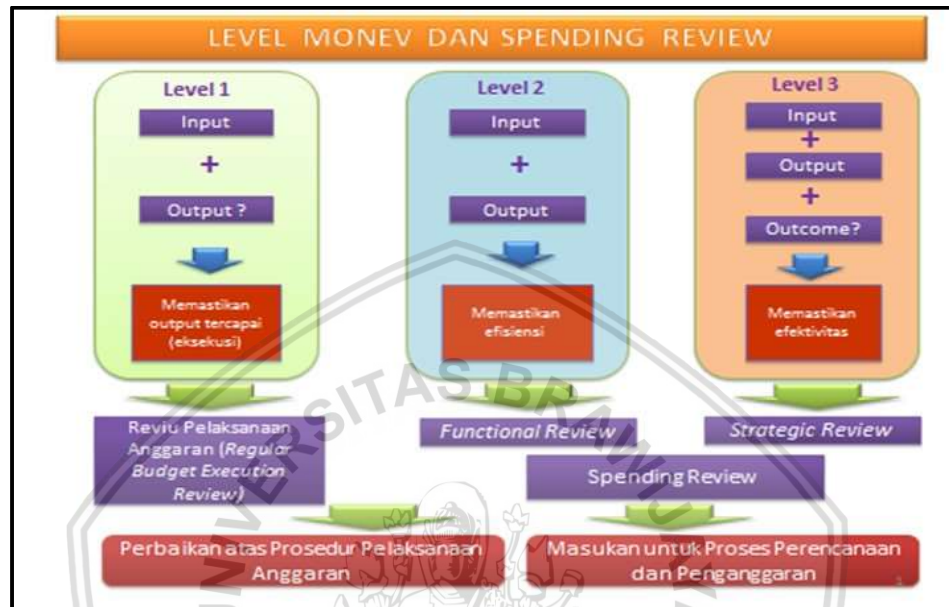 LEVEL MONEV DAN SPENDING REVIEW
Level 1
Input
+
Output ?
Memastikan
output tercapai
(eksekusi)
Reviu Pelaksanaan
Anggaran (Regular
Budget Execution
Review)
Level 2
Input
+
Output
Memastikan
efisiensi
Functional Review
Level 3
Input
+
Output
+
Outcome?
Memastikan
efektivitas
Strategic Review
Spending Review
Perbaikan atas Prosedur Pelaksanaan
Anggaran
Masukan untuk Proses Perencanaan
dan Penganggaran
UNIVERSITAS BRAWIJAYA